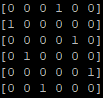 [0 0 0 1 0 0]
[1 0 0 0 0 0]
[0 0 0 0 1 0]
[0 1 0 0 0 0]
[0 0 0 0 0 1]
[0 0 1 0 0 0]